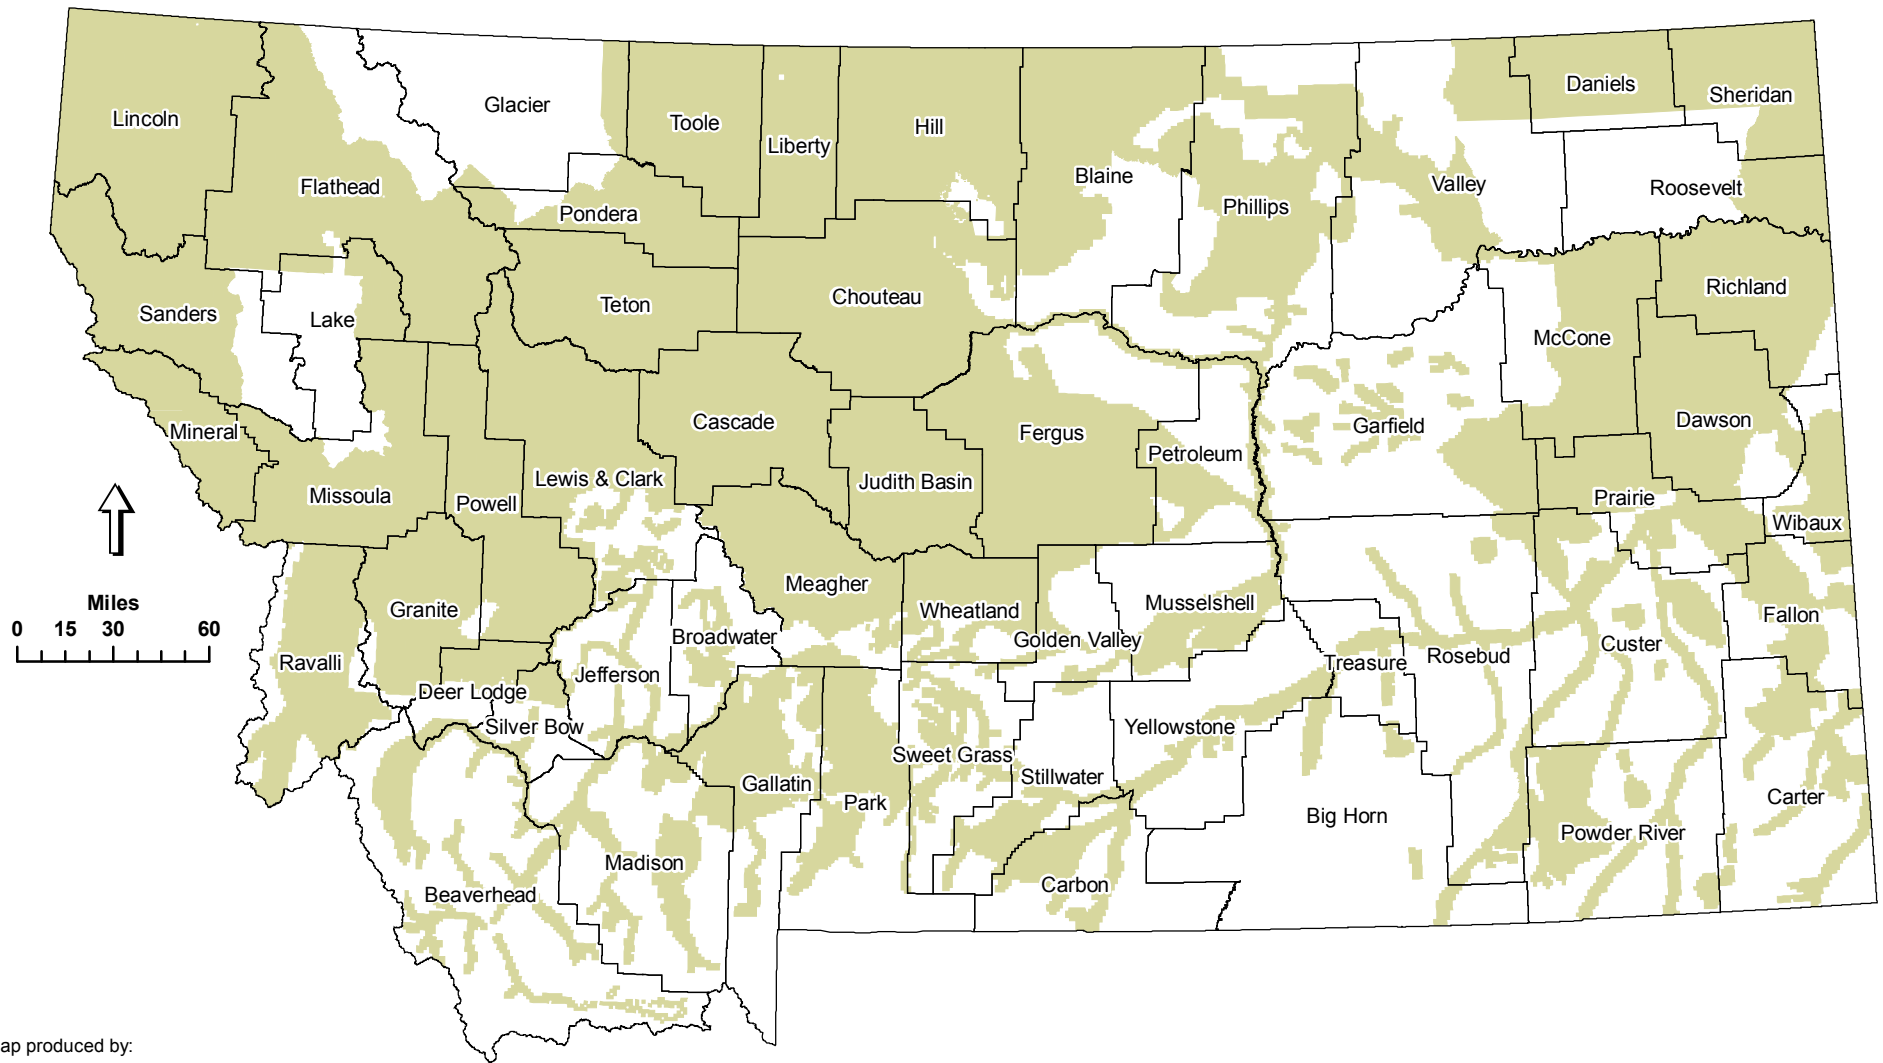 Lincoln
Flathead
Glacier
Toole
Liberty
Hill
Blaine
Phillips
Valley
Daniels
Sheridan
Roosevelt
Pondera
Teton
Chouteau
Sanders
Lake
Richland
McCone
Dawson
Garfield
Petroleum
Fergus
Judith Basin
Cascade
Lewis & Clark
Powell
Missoula
Mineral
Prairie
Wibaux
Fallon
Custer
Rosebud
Treasure
Musselshell
Golden Valley
Wheatland
Meagher
Broadwater
Jefferson
Granite
Ravalli
Deer Lodge
Silver Bow
Beaverhead
Madison
Gallatin
Park
Sweet Grass
Stillwater
Yellowstone
Carbon
Big Horn
Powder River
Carter
Miles
0 15 30 60
ap produced by: